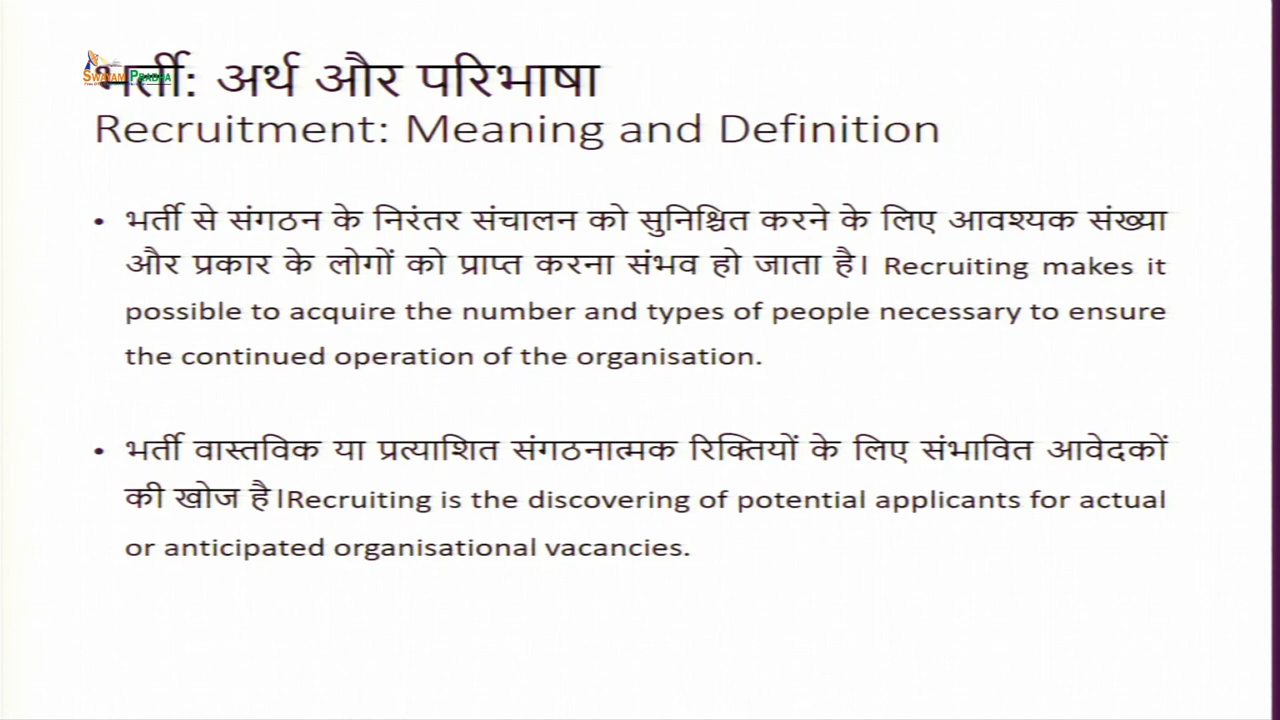 SWAYAM PRABHA
भर्ती: अर्थ और परिभाषा
Recruitment: Meaning and Definition
• भर्ती से संगठन के निरंतर संचालन को सुनिश्चित करने के लिए आवश्यक संख्या
और प्रकार के लोगों को प्राप्त करना संभव हो जाता है। Recruiting makes it
possible to acquire the number and types of people necessary to ensure
the continued operation of the organisation.
• भर्ती वास्तविक या प्रत्याशित संगठनात्मक रिक्तियों के लिए संभावित आवेदकों
की खोज है।Recruiting is the discovering of potential applicants for actual
or anticipated organisational vacancies.